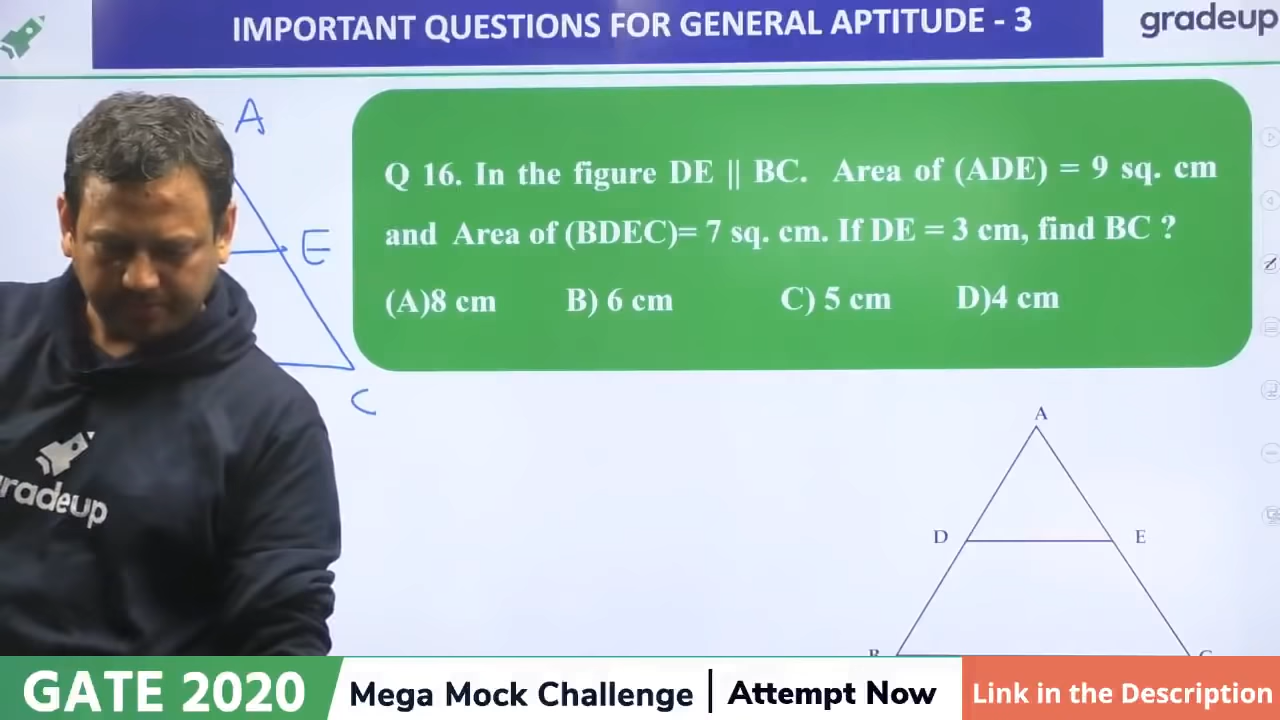 IMPORTANT QUESTIONS FOR GENERAL APTITUDE - 3
gradeup
A
E
C
Q 16. In the figure DE || BC. Area of (ADE) = 9 sq. cm
and Area of (BDEC)= 7 sq. cm. If DE = 3 cm, find BC ?
(A)8 cm B) 6 cm C) 5 cm D)4 cm
A
D E
gradeup
GATE 2020 Mega Mock Challenge | Attempt Now Link in the Description